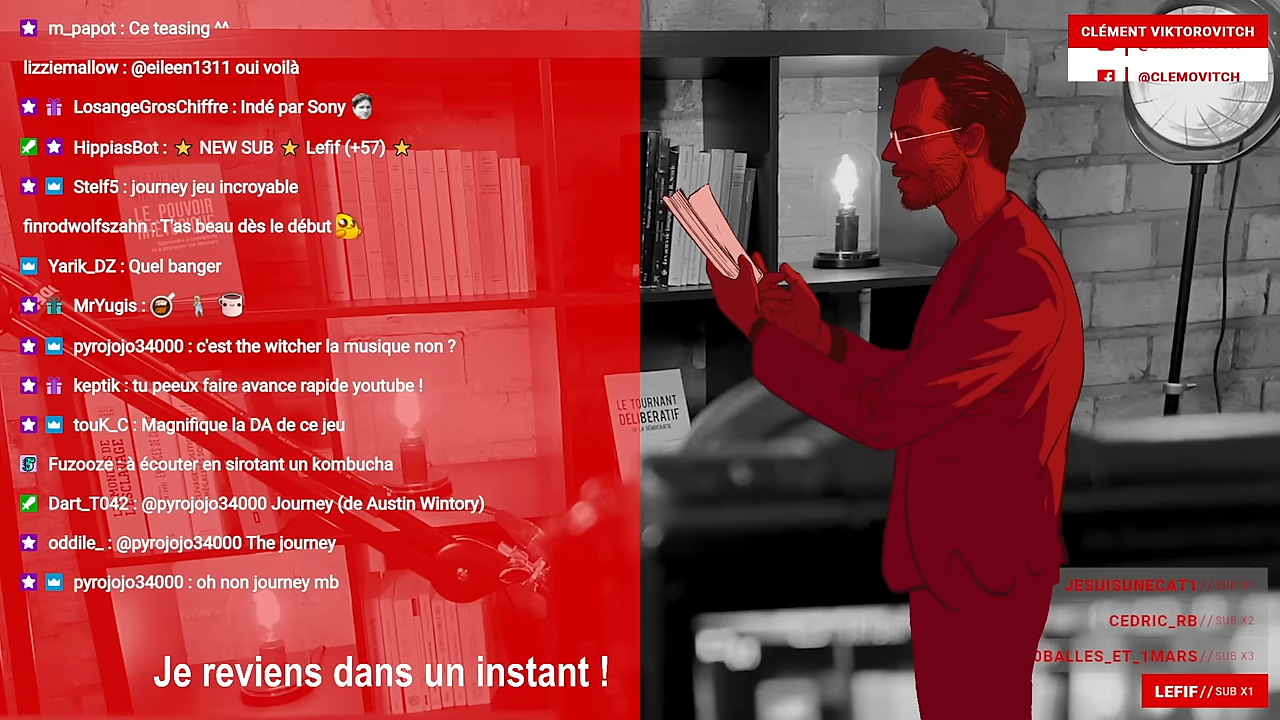 m_papot : Ce teasing ^^
lizziemallow : @eileen1311 oui voilà
LosangeGrosChiffre : Indé par Sony
HippiasBot : NEW SUB Lefif (+57)
Stelf5 : journey jeu incroyable
finrodwolfszahn : T'as beau dès le début
Yarik_DZ : Quel banger
MrYugis :
pyrojojo34000 : c'est the witcher la musique non ?
keptik : tu peeux faire avance rapide youtube !
touK_C : Magnifique la DA de ce jeu
Fuzooze : à écouter en sirotant un kombucha
Dart_T042 : @pyrojojo34000 Journey (de Austin Wintory)
oddile_ : @pyrojojo34000 The journey
pyrojojo34000 : oh non journey mb
Je reviens dans un instant !
LE POUVOIR
RHÉTORIQUE
LE TOURNANT
DÉLIBÉRATIF
DE LA DÉMOCRATIE
CLÉMENT VIKTOROVITCH
@CLEMOVITCH
JESUISUNECAT1// SUB X1
CEDRIC_RB// SUB X2
0BALLES_ET_1MARS// SUB X3
LEFIF// SUB X1